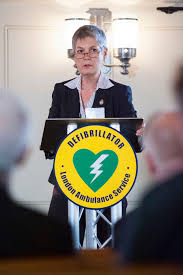 DEFIBRILLATOR
London Ambulance Service